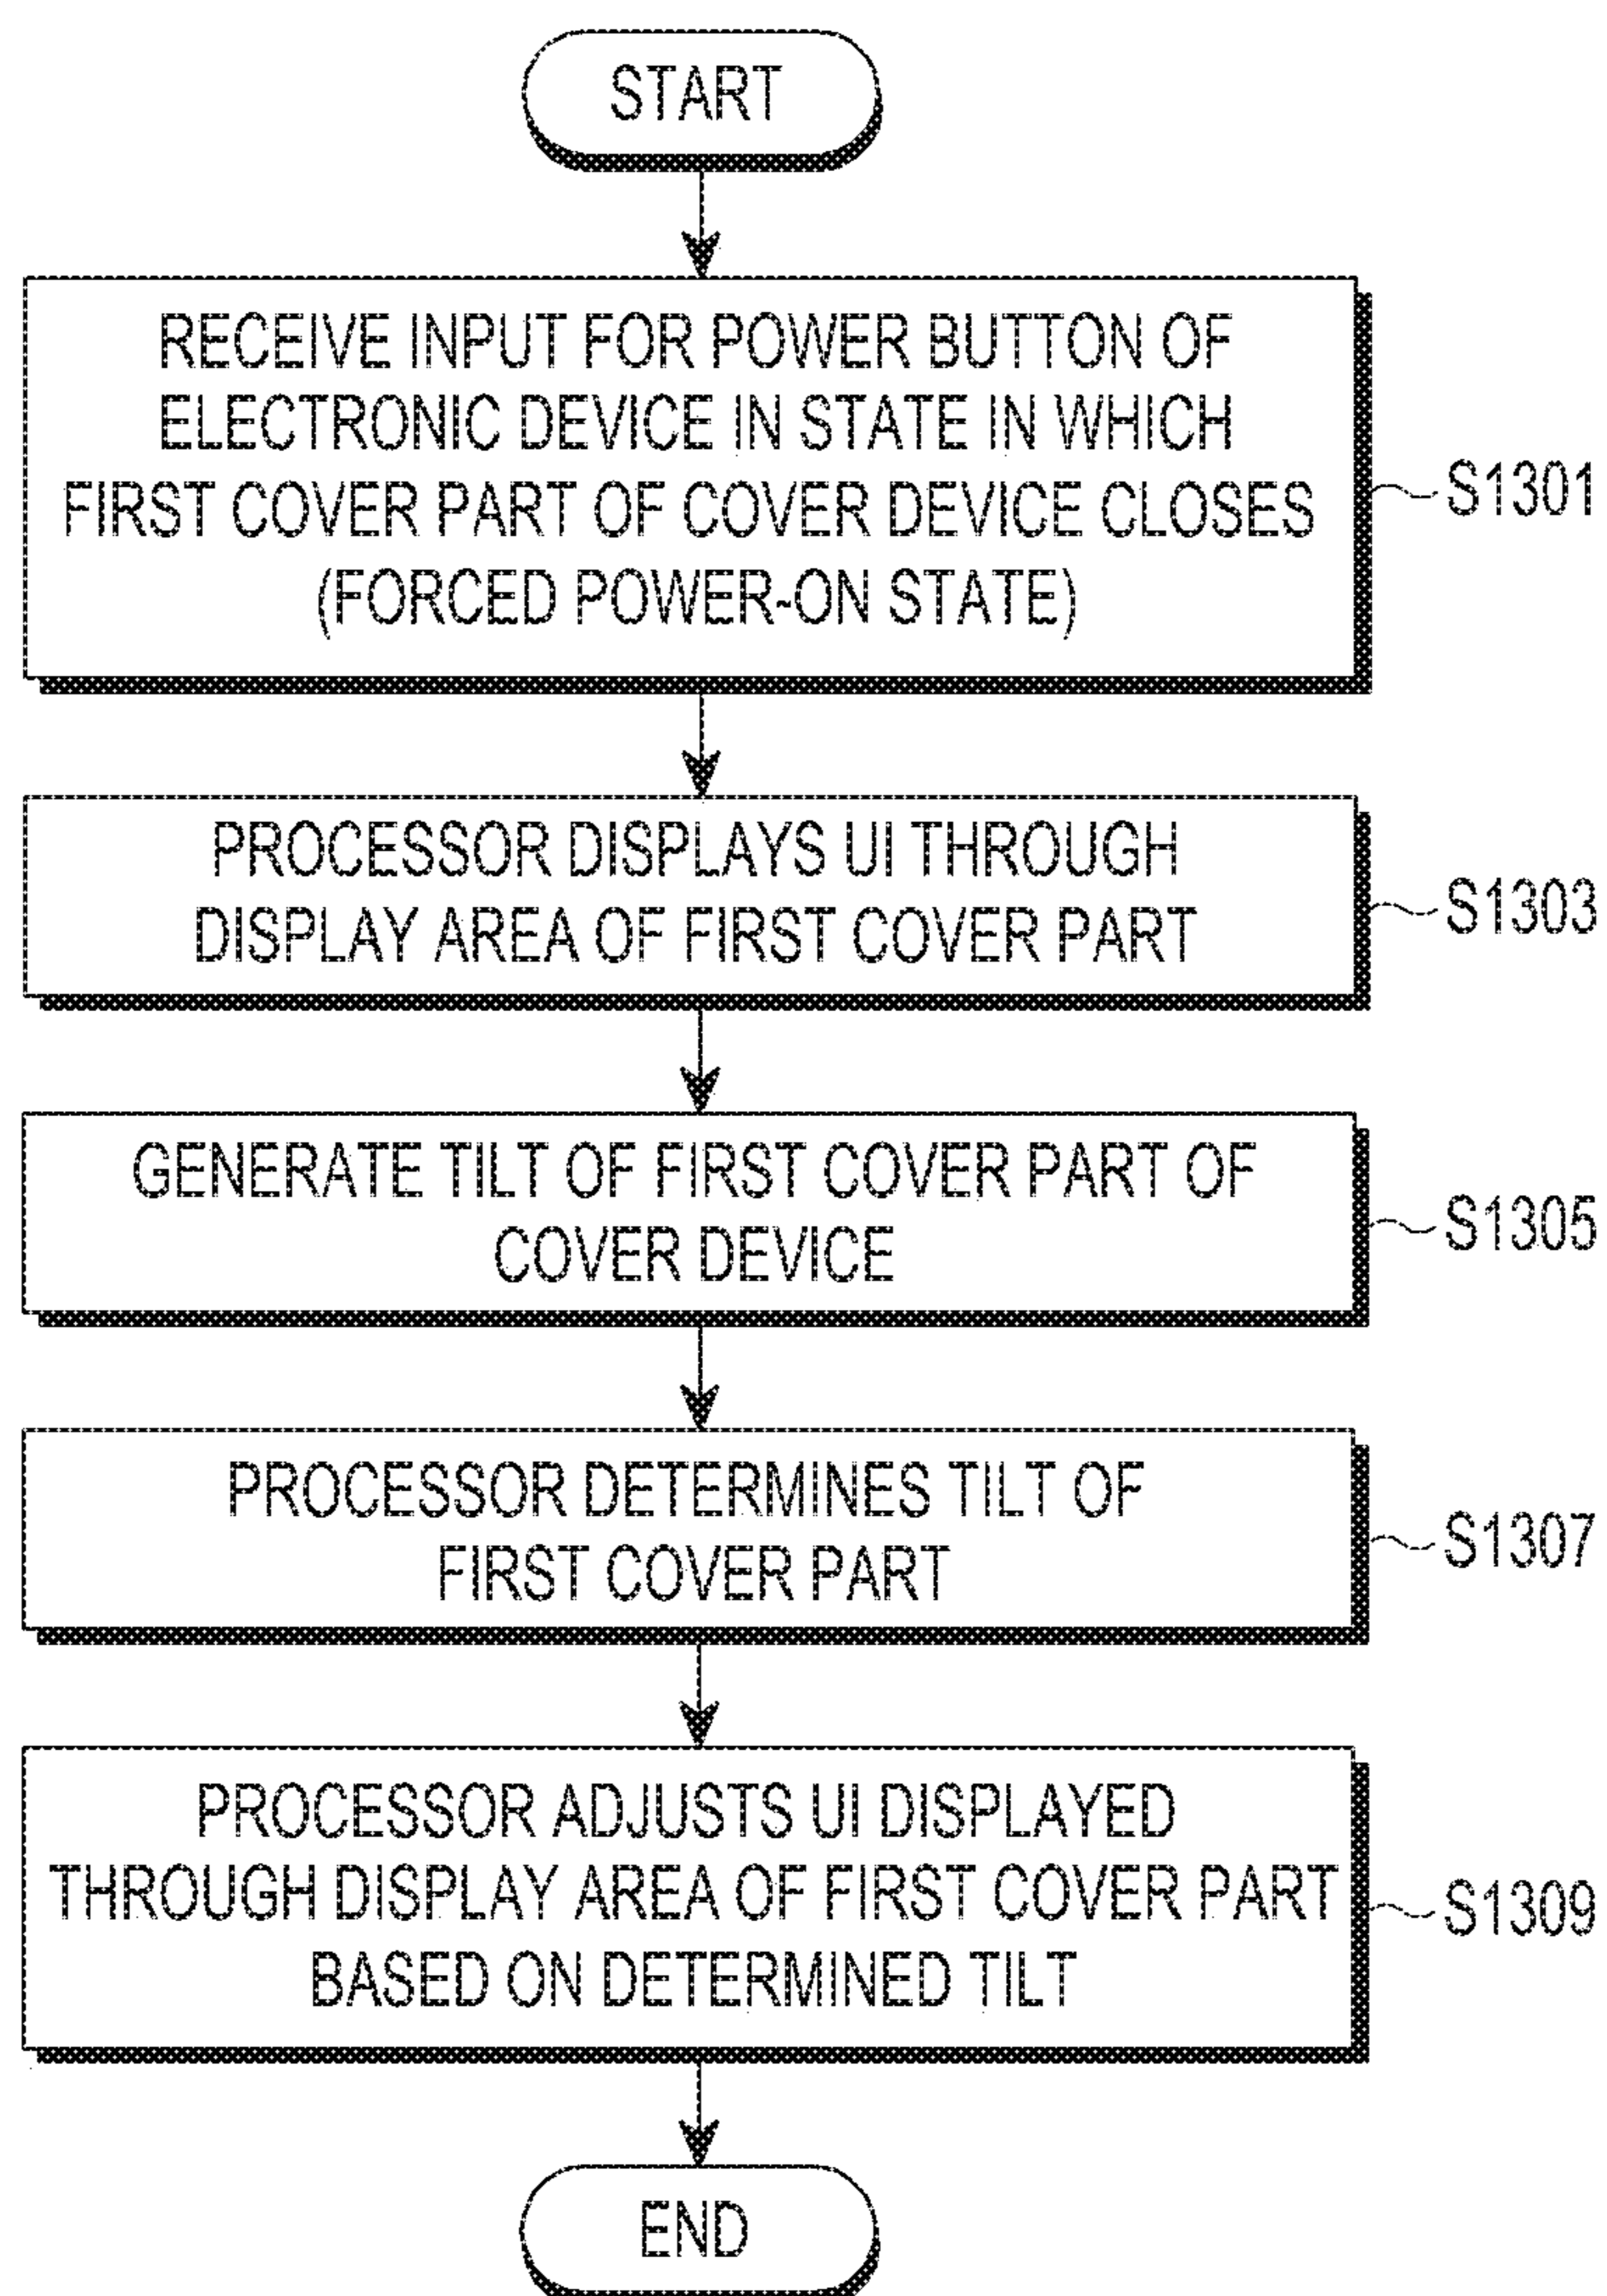 START
RECEIVE INPUT FOR POWER BUTTON OF
ELECTRONIC DEVICE IN STATE IN WHICH
FIRST COVER PART OF COVER DEVICE CLOSES
(FORCED POWER-ON STATE)
S1301
PROCESSOR DISPLAYS UI THROUGH
DISPLAY AREA OF FIRST COVER PART
S1303
GENERATE TILT OF FIRST COVER PART OF
COVER DEVICE
S1305
PROCESSOR DETERMINES TILT OF
FIRST COVER PART
S1307
PROCESSOR ADJUSTS UI DISPLAYED
THROUGH DISPLAY AREA OF FIRST COVER PART
BASED ON DETERMINED TILT
S1309
END